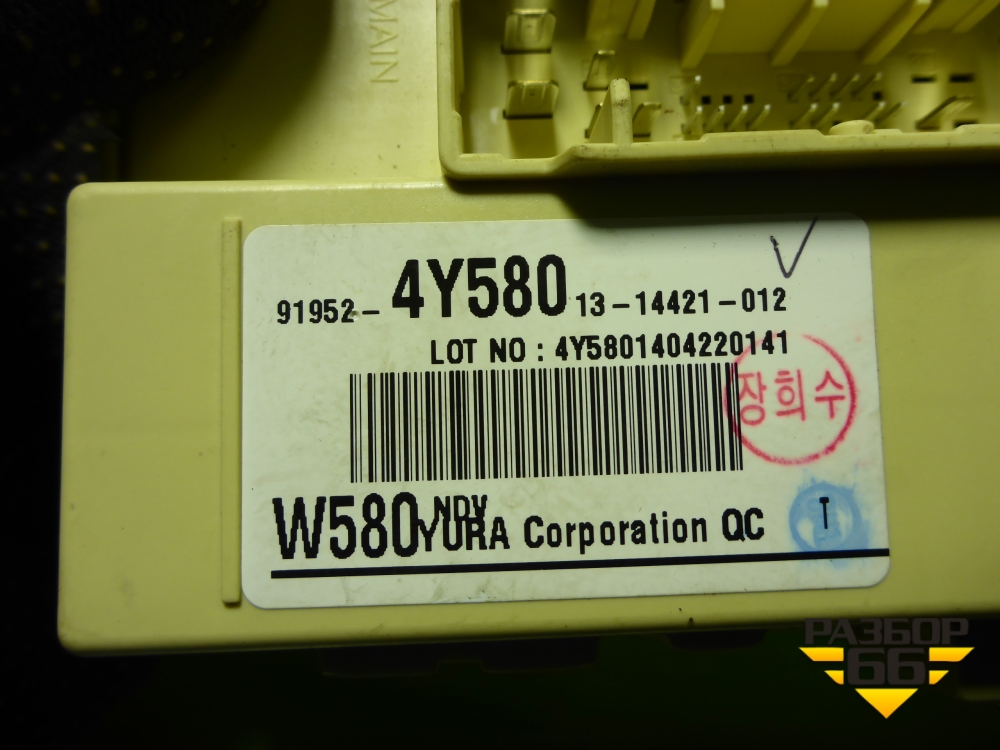 MAIN
91952- 4Y580 13-14421-012
LOT NO : 4Y5801404220141
장희수
W580 NDV
YURA Corporation QC T
РАЗБОР
66